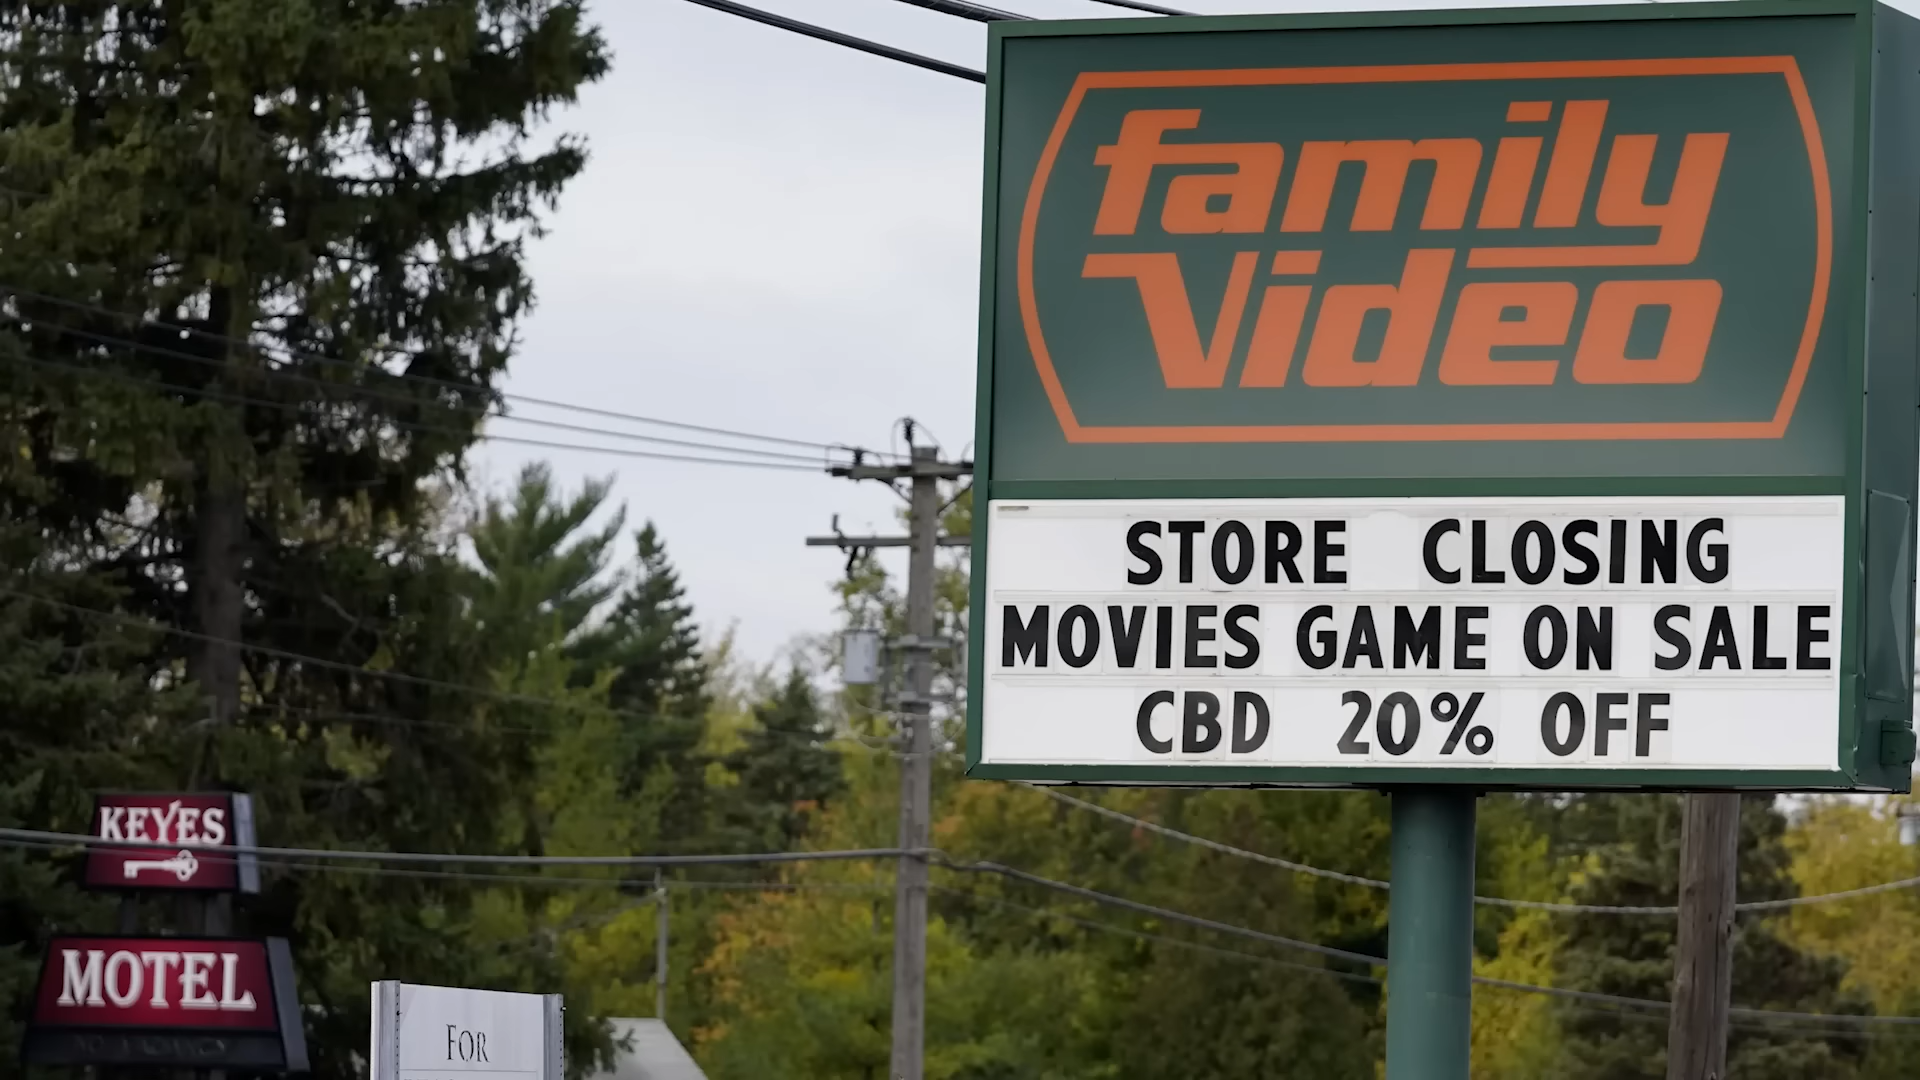 family
Video
STORE CLOSING
MOVIES GAME ON SALE
CBD 20% OFF
KEYES
MOTEL
FOR